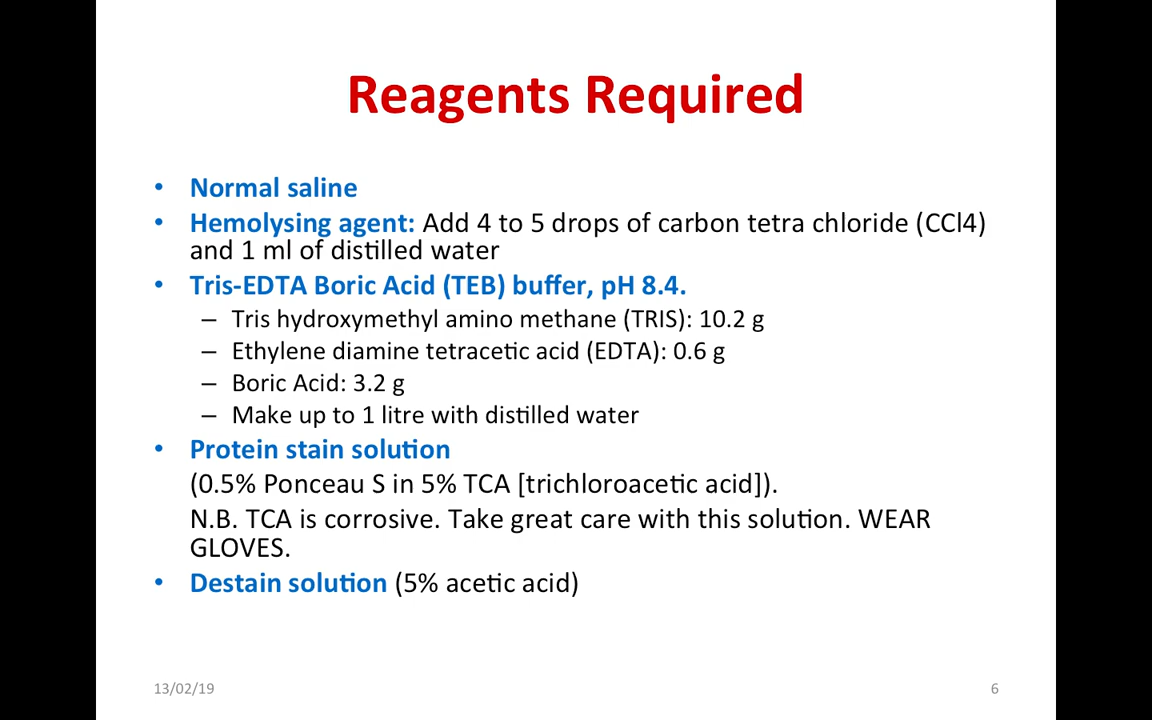 Reagents Required
• Normal saline
• Hemolysing agent: Add 4 to 5 drops of carbon tetra chloride (CCl4)
and 1 ml of distilled water
• Tris-EDTA Boric Acid (TEB) buffer, pH 8.4.
– Tris hydroxymethyl amino methane (TRIS): 10.2 g
– Ethylene diamine tetracetic acid (EDTA): 0.6 g
– Boric Acid: 3.2 g
– Make up to 1 litre with distilled water
• Protein stain solution
(0.5% Ponceau S in 5% TCA [trichloroacetic acid]).
N.B. TCA is corrosive. Take great care with this solution. WEAR
GLOVES.
• Destain solution (5% acetic acid)
13/02/19
6